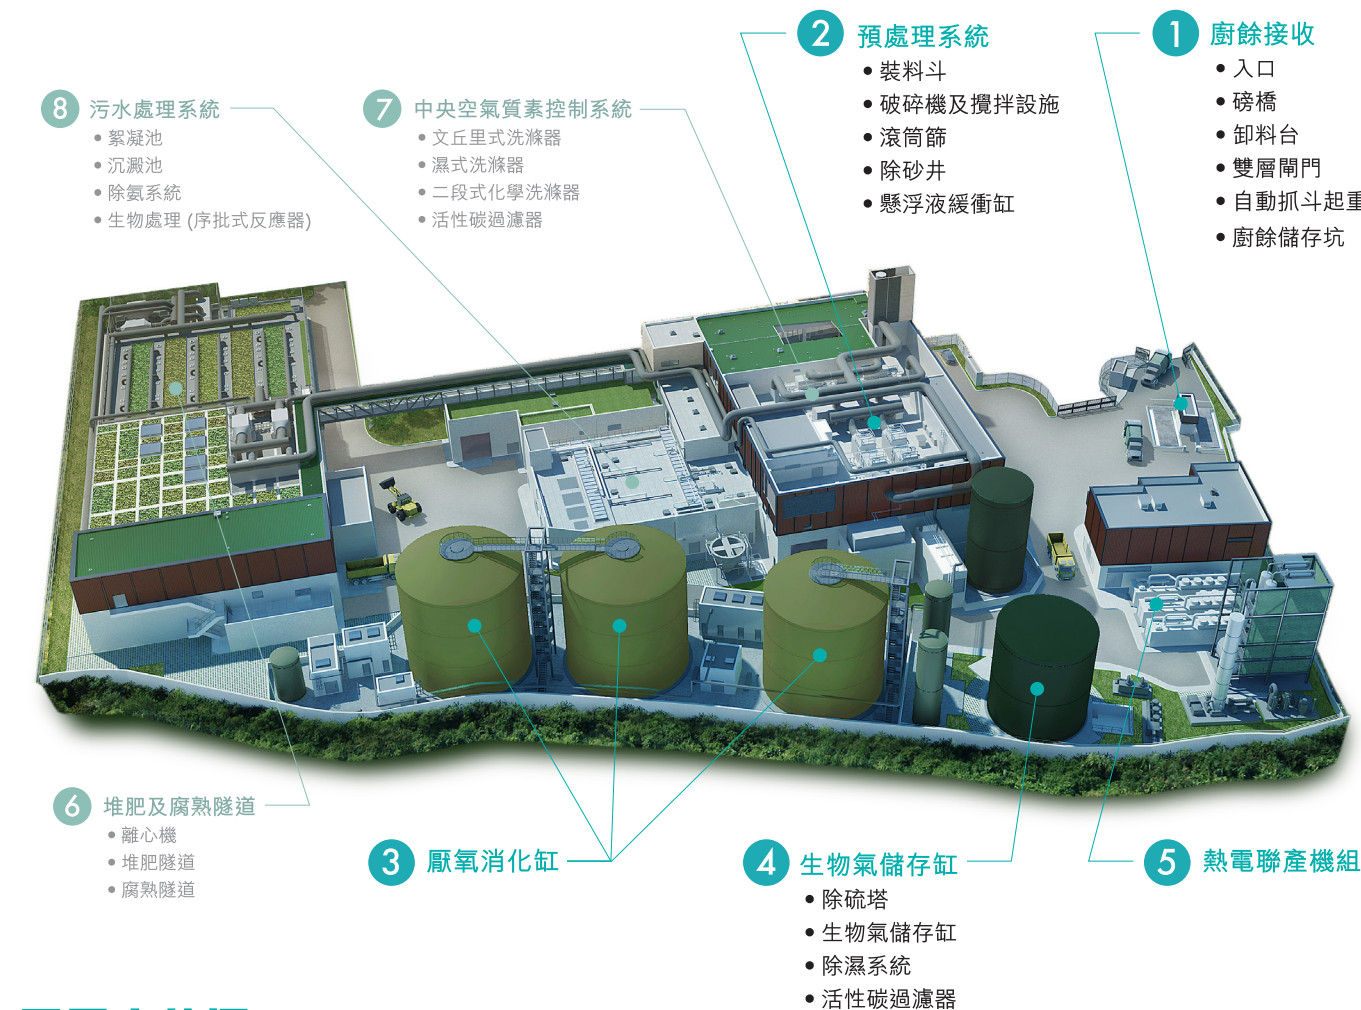 1 廚餘接收
• 入口
• 磅橋
• 卸料台
• 雙層閘門
• 自動抓斗起重
• 廚餘儲存坑
2 預處理系統
• 裝料斗
• 破碎機及攪拌設施
• 滾筒篩
• 除砂井
• 懸浮液緩衝缸
7 中央空氣質素控制系統
• 文丘里式洗滌器
• 濕式洗滌器
• 二段式化學洗滌器
• 活性碳過濾器
8 污水處理系統
• 絮凝池
• 沉澱池
• 除氨系統
• 生物處理 (序批式反應器)
6 堆肥及腐熟隧道
• 離心機
• 堆肥隧道
• 腐熟隧道
3 厭氧消化缸
4 生物氣儲存缸
• 除硫塔
• 生物氣儲存缸
• 除濕系統
• 活性碳過濾器
5 熱電聯產機組